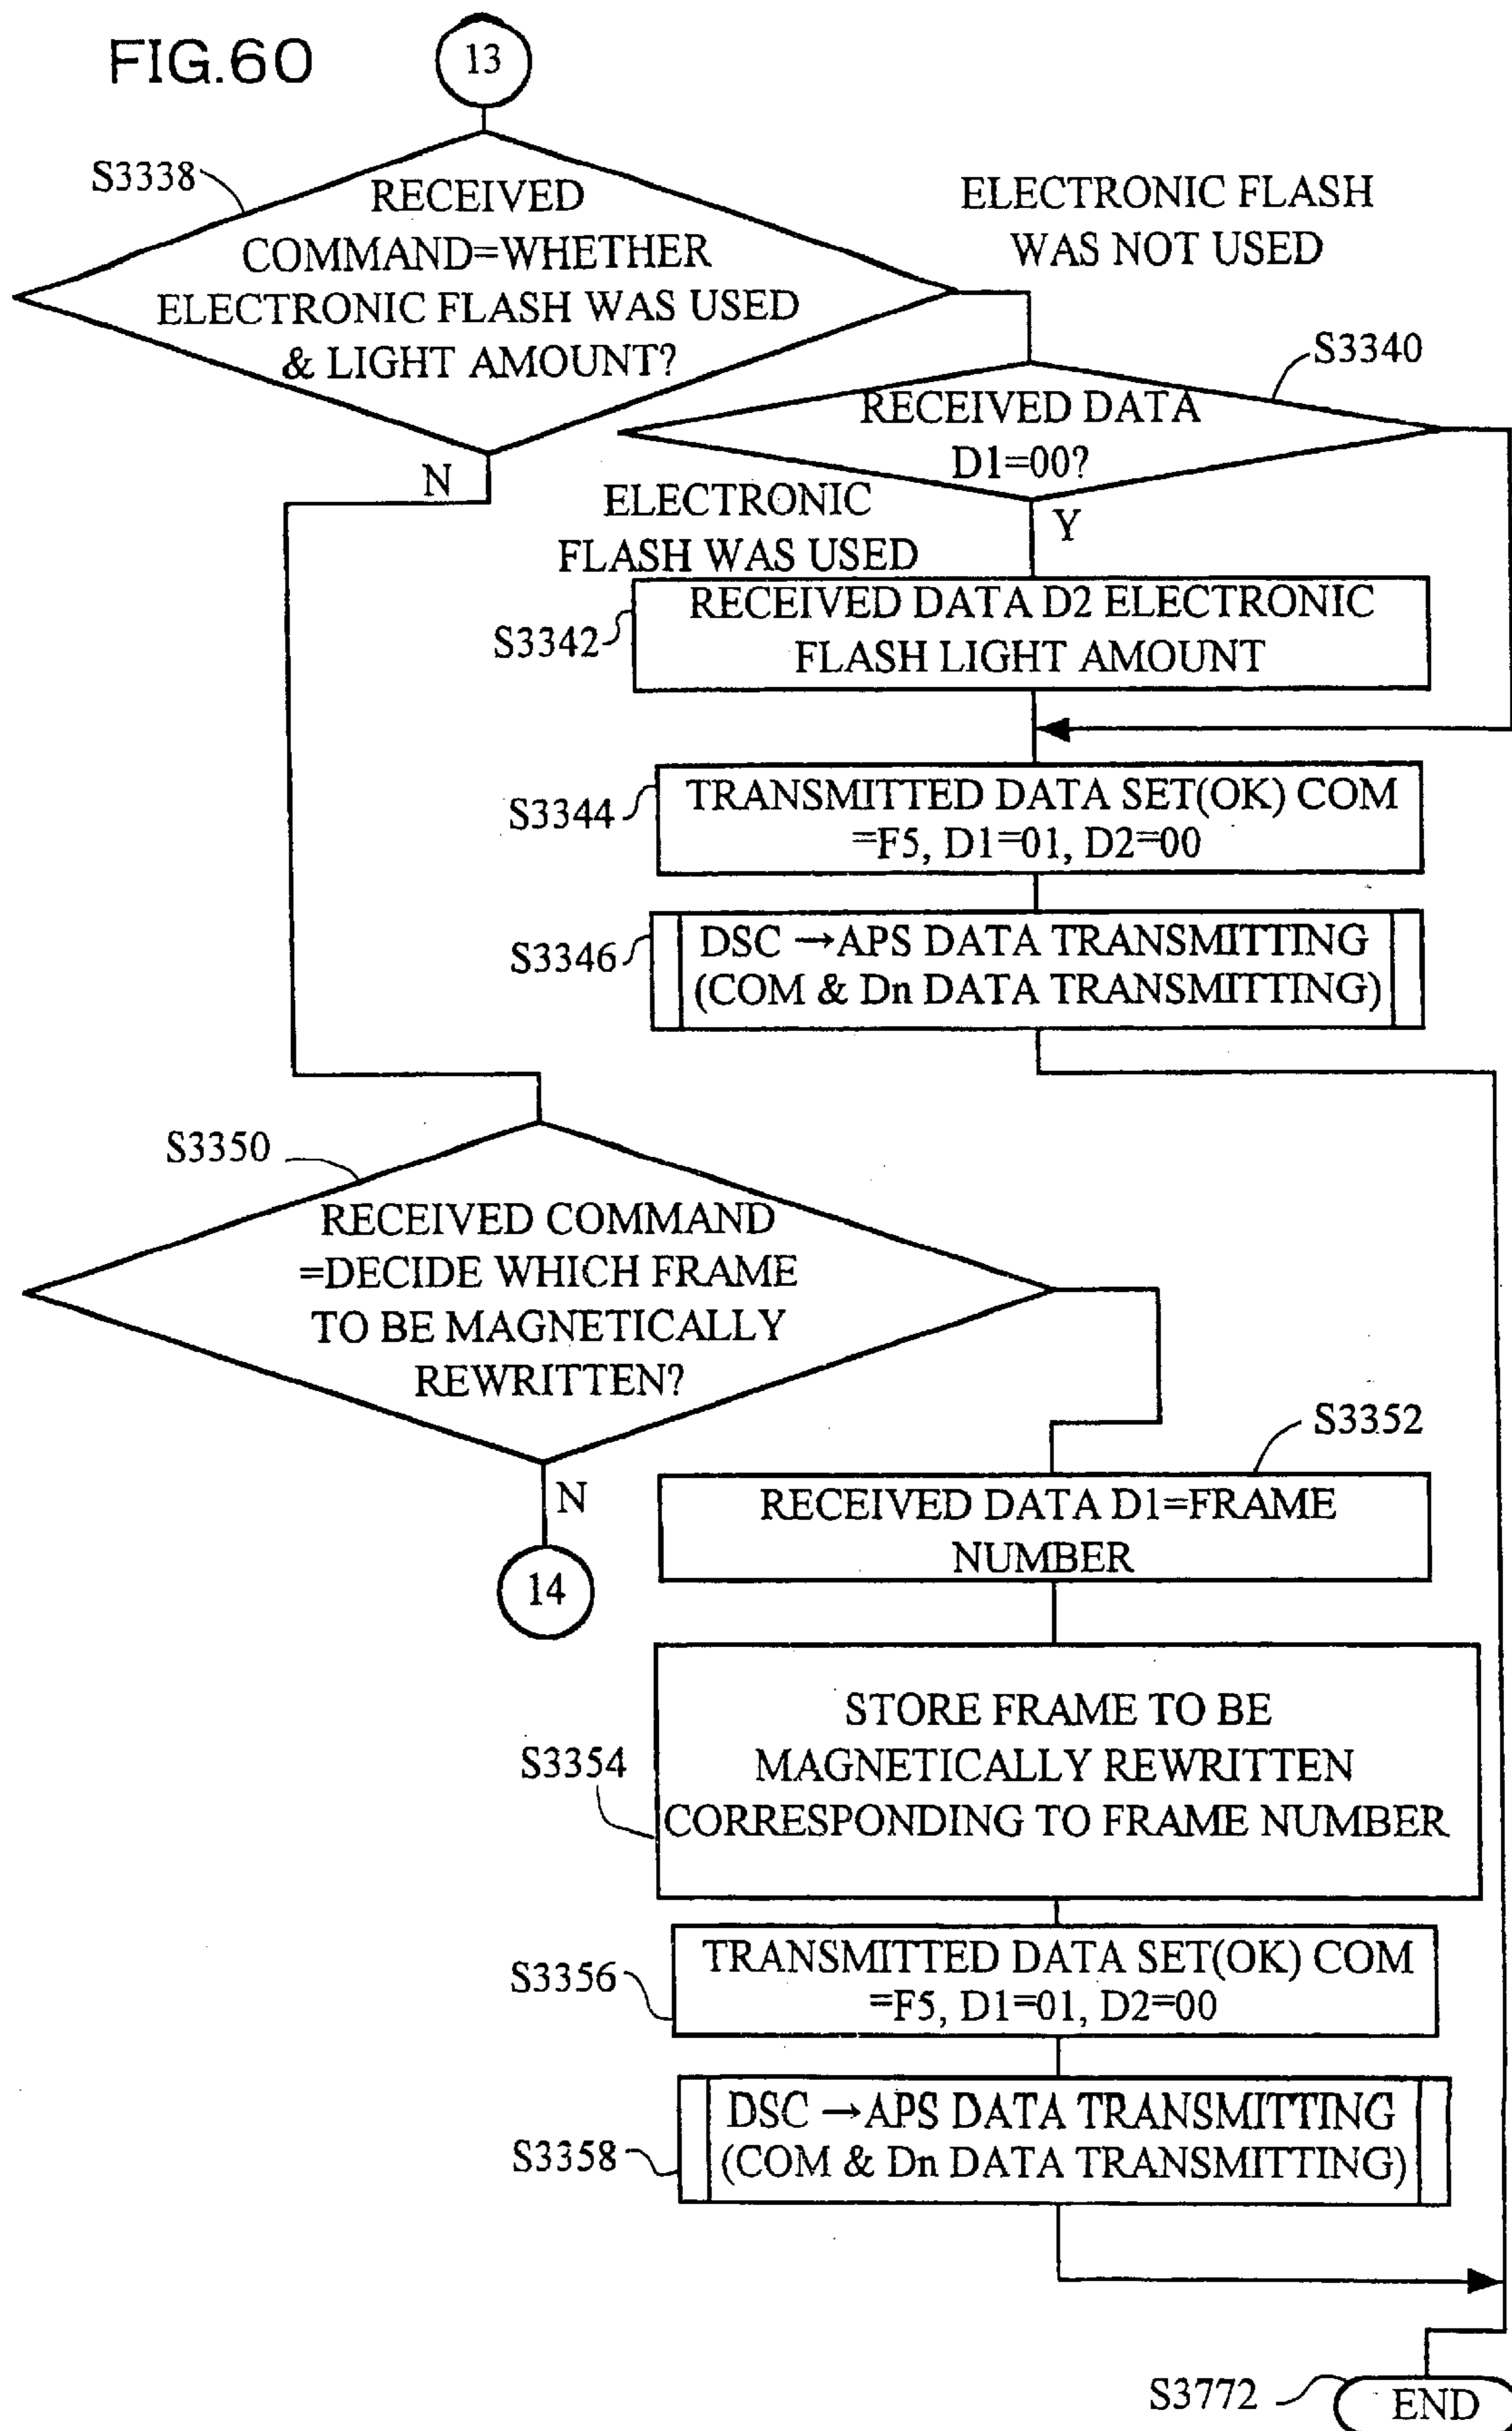 FIG.60
13
S3338
RECEIVED
COMMAND=WHETHER
ELECTRONIC FLASH WAS USED
& LIGHT AMOUNT?
ELECTRONIC FLASH
WAS NOT USED
S3340
RECEIVED DATA
D1=00?
N
Y
ELECTRONIC
FLASH WAS USED
S3342
RECEIVED DATA D2 ELECTRONIC
FLASH LIGHT AMOUNT
S3344
TRANSMITTED DATA SET(OK) COM
=F5, D1=01, D2=00
S3346
DSC →APS DATA TRANSMITTING
(COM & Dn DATA TRANSMITTING)
S3350
RECEIVED COMMAND
=DECIDE WHICH FRAME
TO BE MAGNETICALLY
REWRITTEN?
N
14
S3352
RECEIVED DATA D1=FRAME
NUMBER
S3354
STORE FRAME TO BE
MAGNETICALLY REWRITTEN
CORRESPONDING TO FRAME NUMBER
S3356
TRANSMITTED DATA SET(OK) COM
=F5, D1=01, D2=00
S3358
DSC →APS DATA TRANSMITTING
(COM & Dn DATA TRANSMITTING)
S3772
END